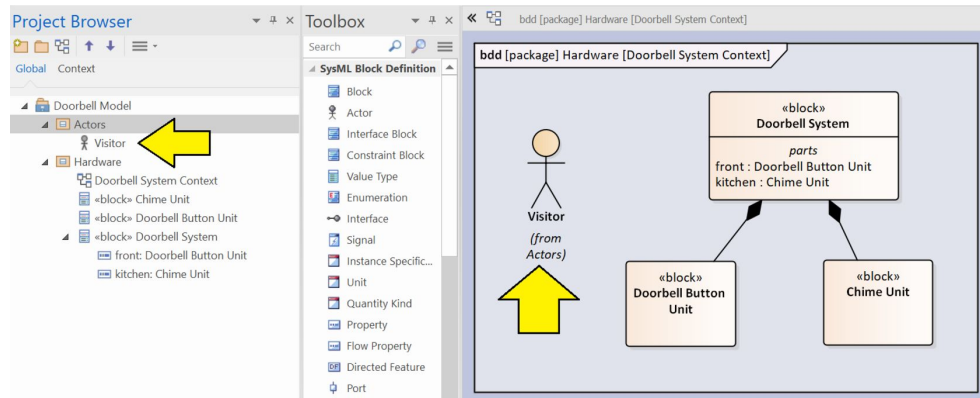 Project Browser
Global Context
Doorbell Model
Actors
Visitor
Hardware
Doorbell System Context
«block» Chime Unit
«block» Doorbell Button Unit
«block» Doorbell System
front: Doorbell Button Unit
kitchen: Chime Unit
Toolbox
Search
SysML Block Definition
Block
Actor
Interface Block
Constraint Block
Value Type
Enumeration
Interface
Signal
Instance Specific...
Unit
Quantity Kind
Property
Flow Property
Directed Feature
Port
bdd [package] Hardware [Doorbell System Context]
bdd [package] Hardware [Doorbell System Context]
Visitor
(from
Actors)
«block»
Doorbell System
parts
front : Doorbell Button Unit
kitchen : Chime Unit
«block»
Doorbell Button
Unit
«block»
Chime Unit